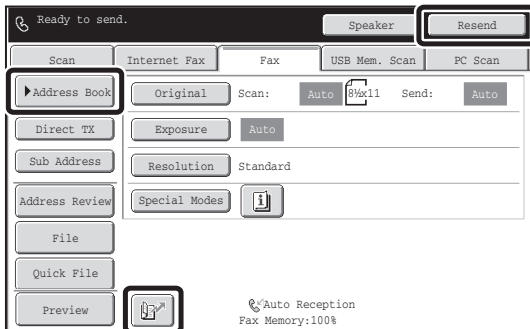 Ready to send.
Speaker Resend
Scan Internet Fax Fax USB Mem. Scan PC Scan
Address Book Original Scan: Auto 8½x11 Send: Auto
Direct TX Exposure Auto
Sub Address Resolution Standard
Address Review Special Modes
File
Quick File
Preview Auto Reception
Fax Memory:100%